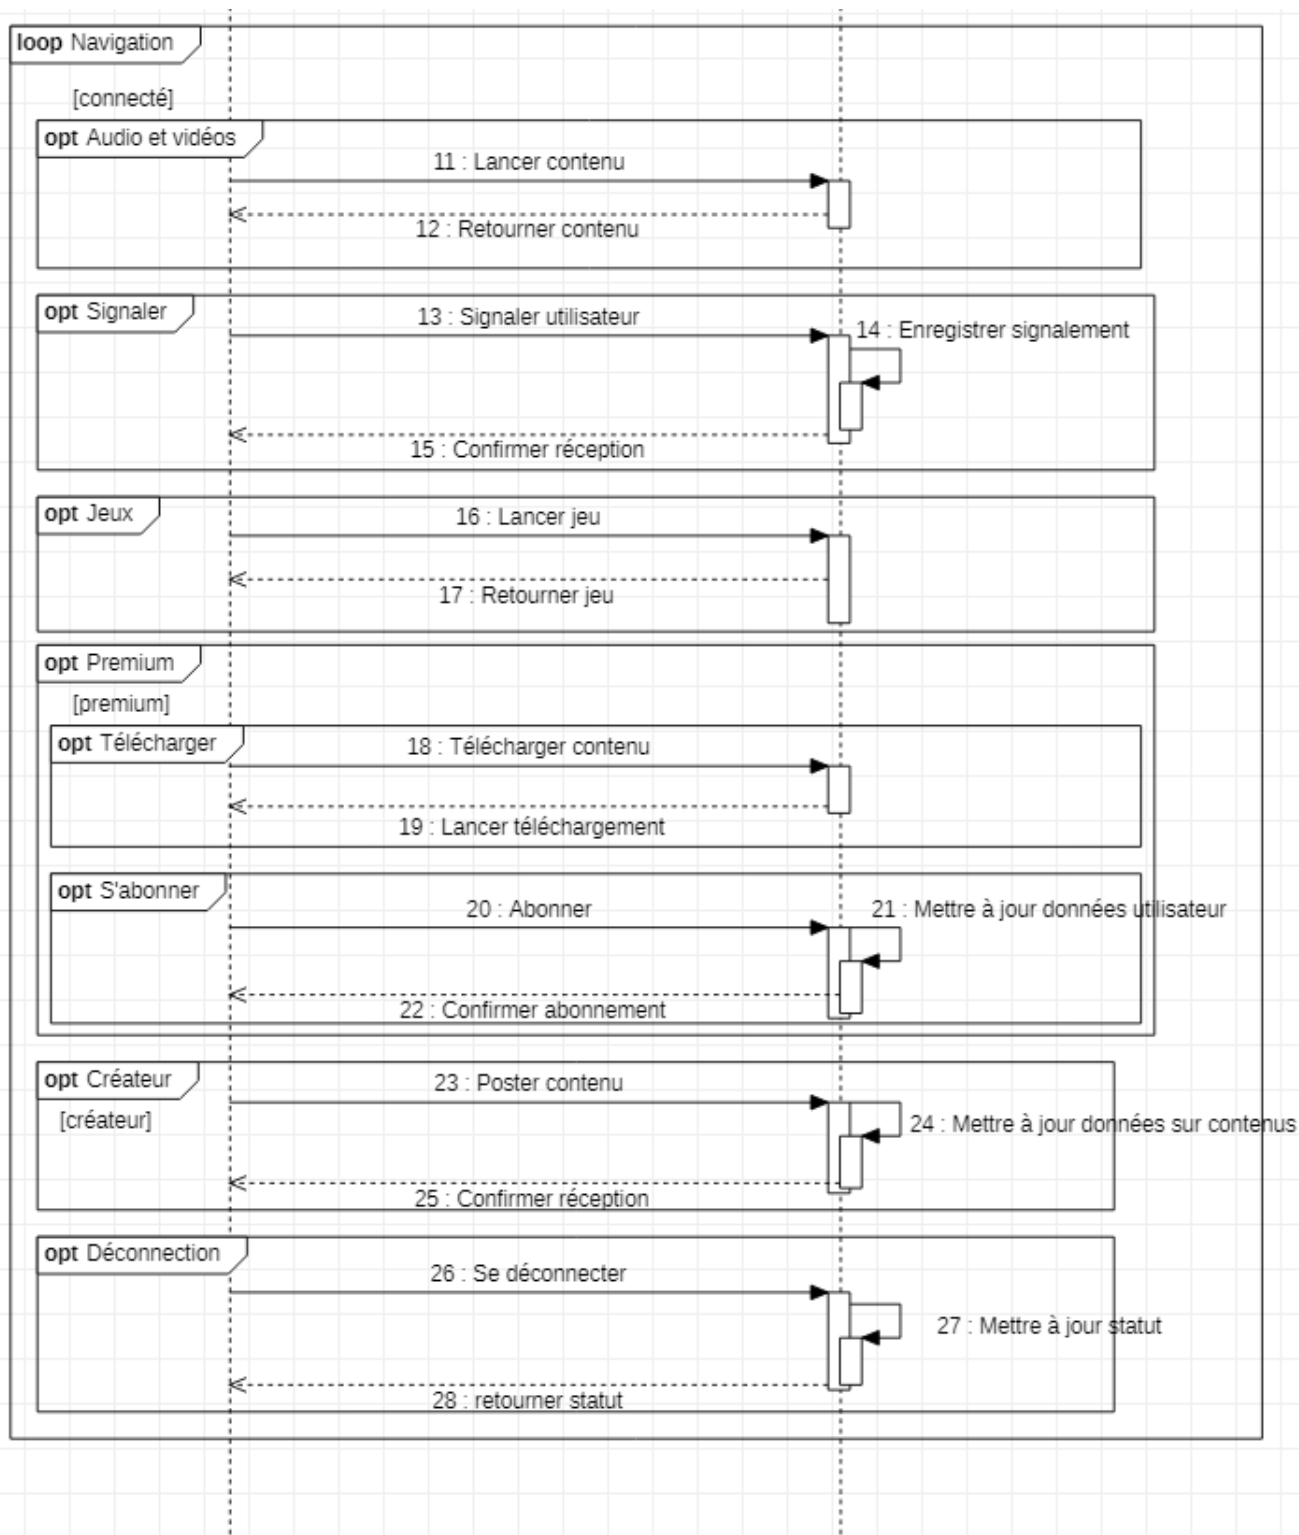 loop Navigation
[connecté]
opt Audio et vidéos
11 : Lancer contenu
12 : Retourner contenu
opt Signaler
13 : Signaler utilisateur
14 : Enregistrer signalement
15 : Confirmer réception
opt Jeux
16 : Lancer jeu
17 : Retourner jeu
opt Premium
[premium]
opt Télécharger
18 : Télécharger contenu
19 : Lancer téléchargement
opt S'abonner
20 : Abonner
21 : Mettre à jour données utilisateur
22 : Confirmer abonnement
opt Créateur
23 : Poster contenu
[créateur]
24 : Mettre à jour données sur contenus
25 : Confirmer réception
opt Déconnection
26 : Se déconnecter
27 : Mettre à jour statut
28 : retourner statut